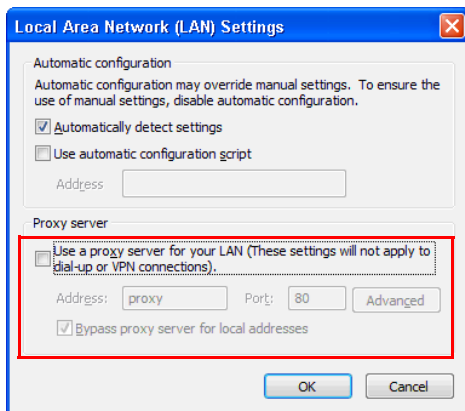 Local Area Network (LAN) Settings
Automatic configuration
Automatic configuration may override manual settings. To ensure the
use of manual settings, disable automatic configuration.
Automatically detect settings
Use automatic configuration script
Address
Proxy server
Use a proxy server for your LAN (These settings will not apply to
dial-up or VPN connections).
Address: proxy Port: 80 Advanced
Bypass proxy server for local addresses
OK Cancel